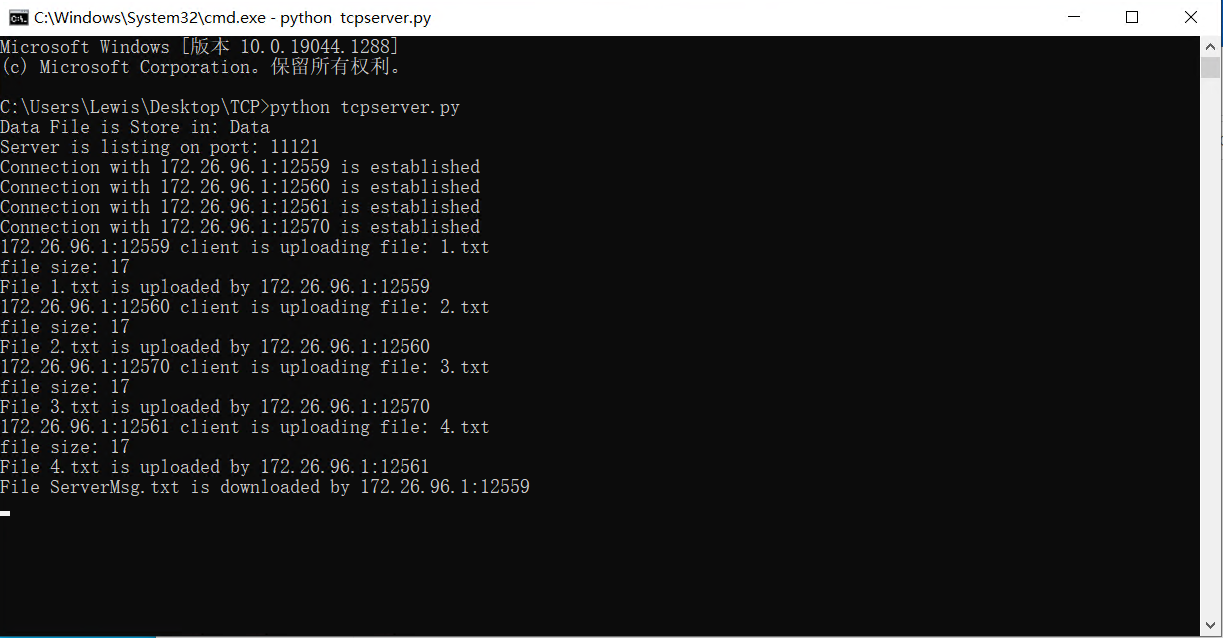 C:\Windows\System32\cmd.exe - python  tcpserver.py
Microsoft Windows [版本 10.0.19044.1288]
(c) Microsoft Corporation。保留所有权利。
C:\Users\Lewis\Desktop\TCP>python tcpserver.py
Data File is Store in: Data
Server is listing on port: 11121
Connection with 172.26.96.1:12559 is established
Connection with 172.26.96.1:12560 is established
Connection with 172.26.96.1:12561 is established
Connection with 172.26.96.1:12570 is established
172.26.96.1:12559 client is uploading file: 1.txt
file size: 17
File 1.txt is uploaded by 172.26.96.1:12559
172.26.96.1:12560 client is uploading file: 2.txt
file size: 17
File 2.txt is uploaded by 172.26.96.1:12560
172.26.96.1:12570 client is uploading file: 3.txt
file size: 17
File 3.txt is uploaded by 172.26.96.1:12570
172.26.96.1:12561 client is uploading file: 4.txt
file size: 17
File 4.txt is uploaded by 172.26.96.1:12561
File ServerMsg.txt is downloaded by 172.26.96.1:12559